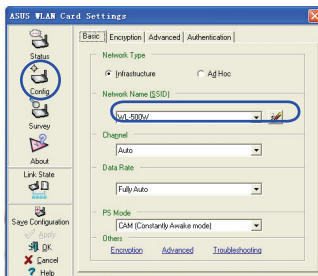 ASUS WLAN Card Settings
Status
Config
Survey
About
Link State
Save Configuration
Apply
OK
Cancel
Help
Basic Encryption Advanced Authentication
Network Type
Infrastructure Ad Hoc
Network Name (SSID)
WL-500W
Channel
Auto
Data Rate
Fully Auto
PS Mode
CAM (Constantly Awake mode)
Others
Encryption Advanced Troubleshooting